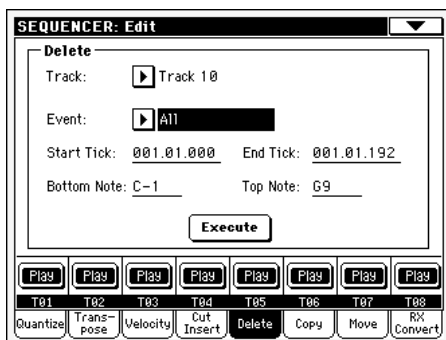 SEQUENCER: Edit
Delete
Track: Track 10
Event: All
Start Tick: 001.01.000 End Tick: 001.01.192
Bottom Note: C-1 Top Note: G9
Execute
Play Play Play Play Play Play Play Play
T01 T02 T03 T04 T05 T06 T07 T08
Quantize Trans- Velocity Cut Delete Copy Move RX
pose Insert Convert